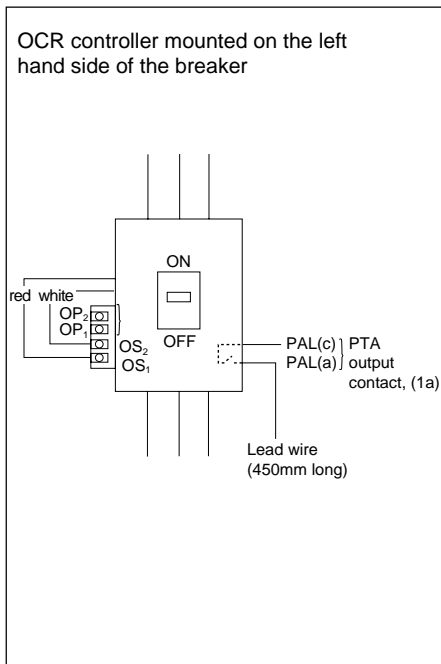 OCR controller mounted on the left
hand side of the breaker
ON
red white
OP₂
OP₁
OFF
OS₂
OS₁
PAL(c) PTA
PAL(a) output
contact, (1a)
Lead wire
(450mm long)